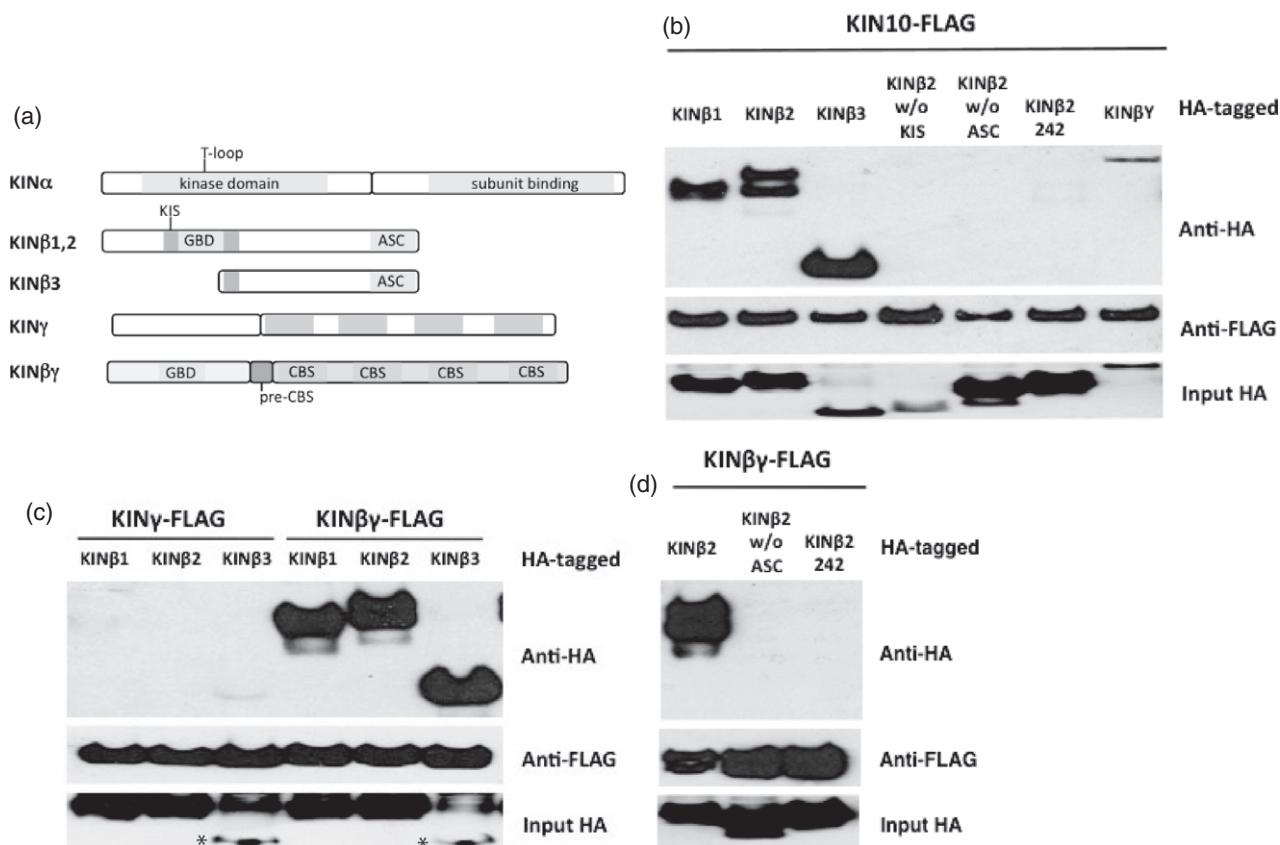 (a)
T-loop
KINα
kinase domain
subunit binding
KIS
KINβ1,2
GBD
ASC
KINβ3
ASC
KINγ
KINβγ
GBD
CBS
CBS
CBS
CBS
pre-CBS
(b)
KIN10-FLAG
KINβ1
KINβ2
KINβ3
KINβ2
w/o
KIS
KINβ2
w/o
ASC
KINβ2
242
KINβY
HA-tagged
Anti-HA
Anti-FLAG
Input HA
(c)
KINγ-FLAG
KINβγ-FLAG
KINβ1
KINβ2
KINβ3
KINβ1
KINβ2
KINβ3
HA-tagged
Anti-HA
Anti-FLAG
Input HA
*
*
(d)
KINβγ-FLAG
KINβ2
KINβ2
w/o
ASC
KINβ2
242
HA-tagged
Anti-HA
Anti-FLAG
Input HA